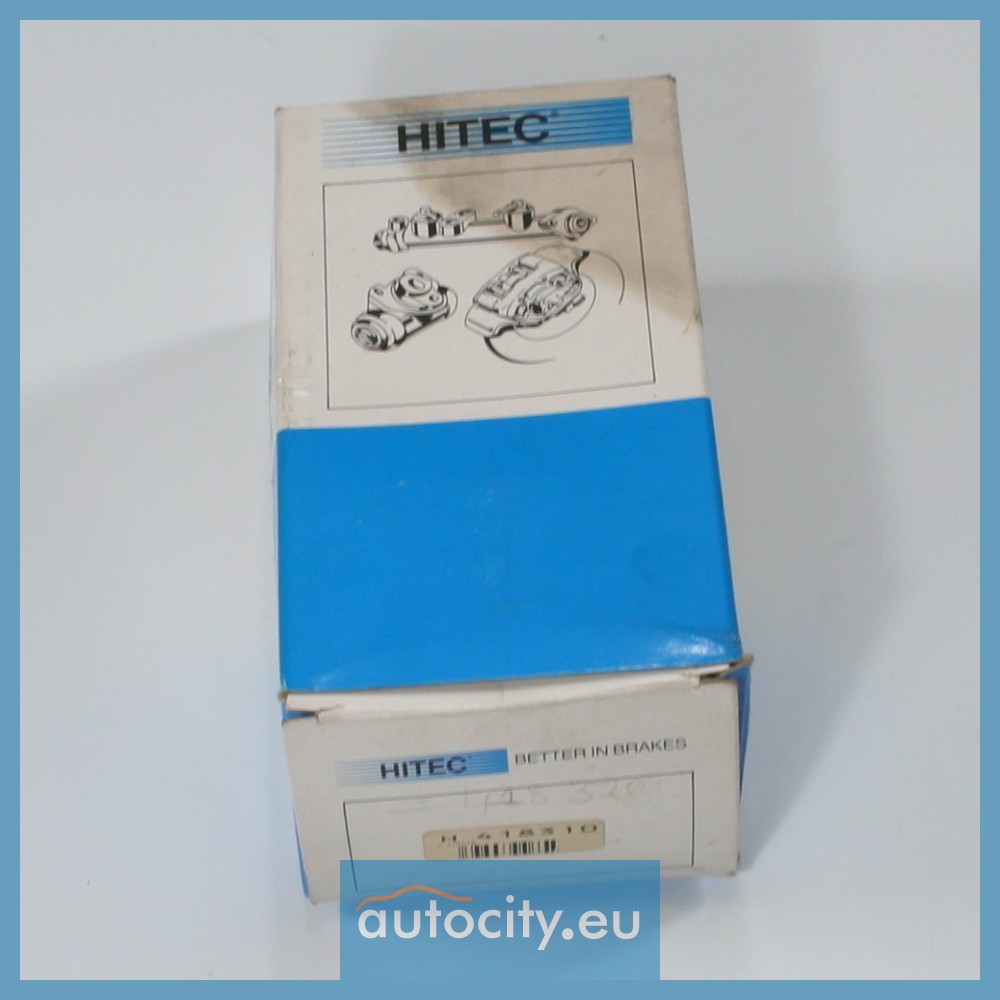 HITEC
HITEC
BETTER IN BRAKES
H 418310
autocity.eu